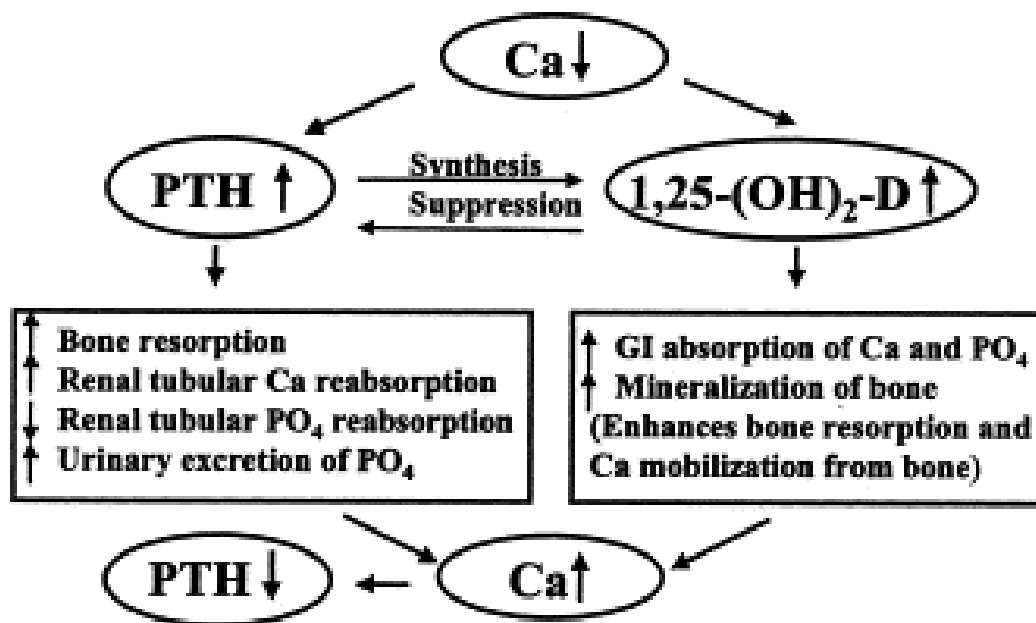 Ca↓
PTH ↑
Synthesis
Suppression
1,25-(OH)₂-D↑
↑ Bone resorption
↑ Renal tubular Ca reabsorption
↓ Renal tubular PO₄ reabsorption
↑ Urinary excretion of PO₄
↑ GI absorption of Ca and PO₄
↑ Mineralization of bone
(Enhances bone resorption and
Ca mobilization from bone)
PTH↓
Ca↑